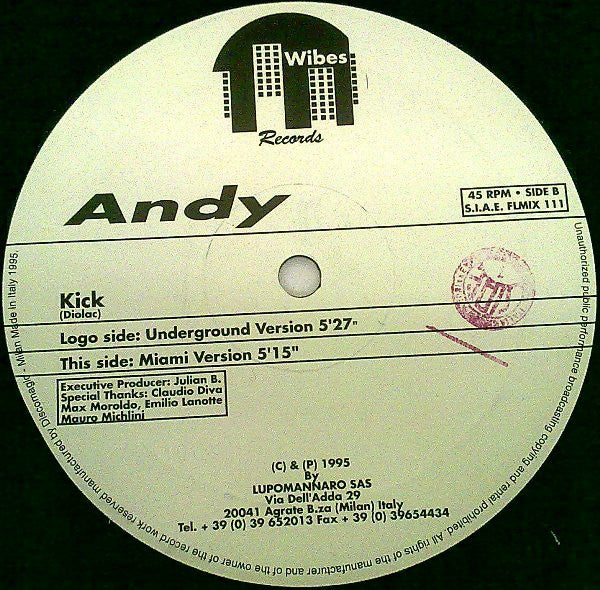 Wibes
Records
Andy
45 RPM • SIDE B
S.I.A.E. FLMIX 111
Kick
(Diolac)
Logo side: Underground Version 5'27"
This side: Miami Version 5'15"
Executive Producer: Julian B.
Special Thanks: Claudio Diva
Max Moroldo, Emilio Lanotte
Mauro Michlini
(C) & (P) 1995
By
LUPOMANNARO SAS
Via Dell'Adda 29
20041 Agrate B.za (Milan) Italy
Tel. + 39 (0) 39 652013 Fax + 39 (0) 39654434
Unauthorized public performance broadcasting copying and rental prohibited. All rights of the manufacturer and of the owner of the record work reserved manufactured by Discomagic - Milan Made In Italy 1995.